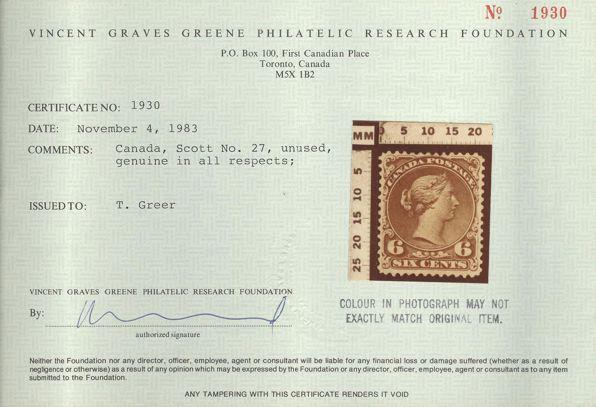 No 1930
VINCENT GRAVES GREENE PHILATELIC RESEARCH FOUNDATION
P.O. Box 100, First Canadian Place
Toronto, Canada
M5X 1B2
CERTIFICATE NO: 1930
DATE: November 4, 1983
COMMENTS: Canada, Scott No. 27, unused,
genuine in all respects;
ISSUED TO: T. Greer
MM 0 5 10 15 20
5
10
15
20
25
CANADA POSTAGE
6 6
SIX CENTS
COLOUR IN PHOTOGRAPH MAY NOT
EXACTLY MATCH ORIGINAL ITEM.
VINCENT GRAVES GREENE PHILATELIC RESEARCH FOUNDATION
By:
authorized signature
Neither the Foundation nor any director, officer, employee, agent or consultant will be liable for any financial loss or damage suffered (whether as a result of
negligence or otherwise) as a result of any opinion which may be expressed by the Foundation or any director, officer, employee, agent or consultant as to any item
submitted to the Foundation.
ANY TAMPERING WITH THIS CERTIFICATE RENDERS IT VOID